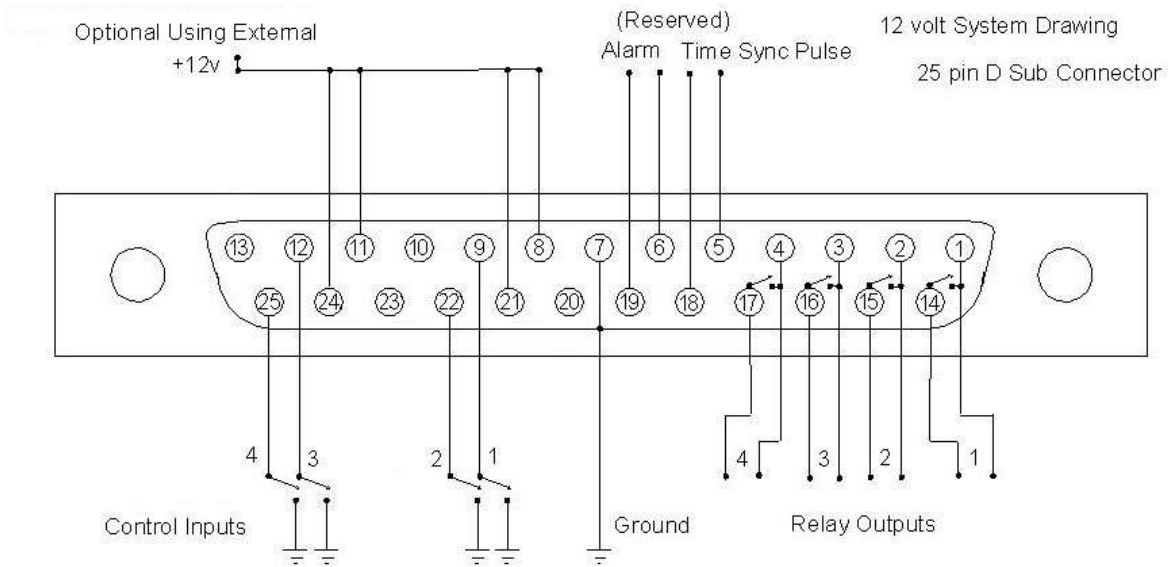 Optional Using External
+12v
(Reserved)
Alarm Time Sync Pulse
12 volt System Drawing
25 pin D Sub Connector
13 12 11 10 9 8 7 6 5 4 3 2 1
25 24 23 22 21 20 19 18 17 16 15 14
4 3 2 1
4 3 2 1
Control Inputs
Ground
Relay Outputs